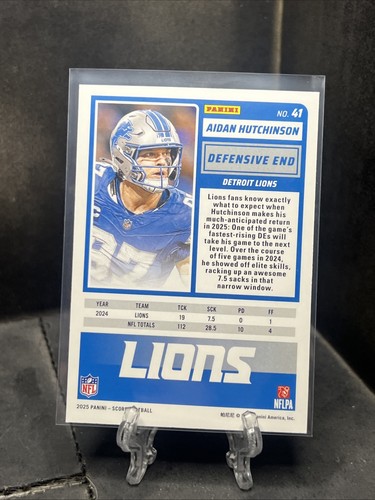 PANINI
NO. 41
AIDAN HUTCHINSON
DEFENSIVE END
DETROIT LIONS
Lions fans know exactly
what to expect when
Hutchinson makes his
much-anticipated return
in 2025: One of the game's
fastest-rising DEs will
take his game to the next
level. Over the course
of five games in 2024,
he showed off elite skills,
racking up an awesome
7.5 sacks in that
narrow window.
YEAR TEAM TCK SCK PD FF
2024 LIONS 19 7.5 0 1
NFL TOTALS 112 28.5 10 4
LIONS
NFL
NFLPA
2025 PANINI - SCORE FOOTBALL
Panini America, Inc.